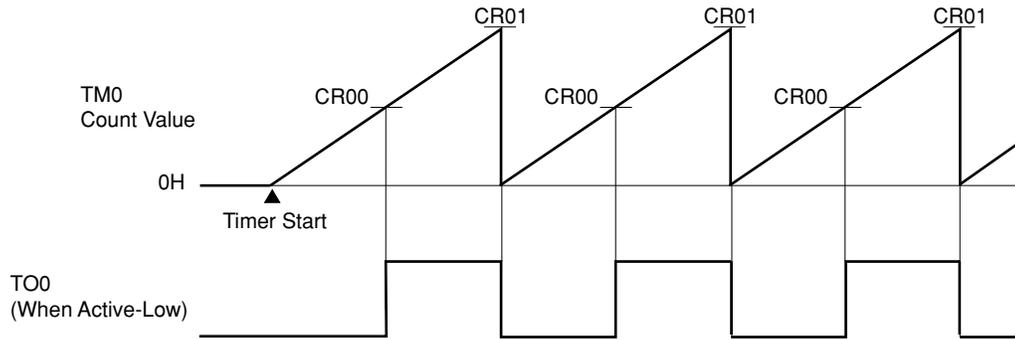 CR01 CR01 CR01
TM0
Count Value
CR00 CR00 CR00
0H
Timer Start
TO0
(When Active-Low)